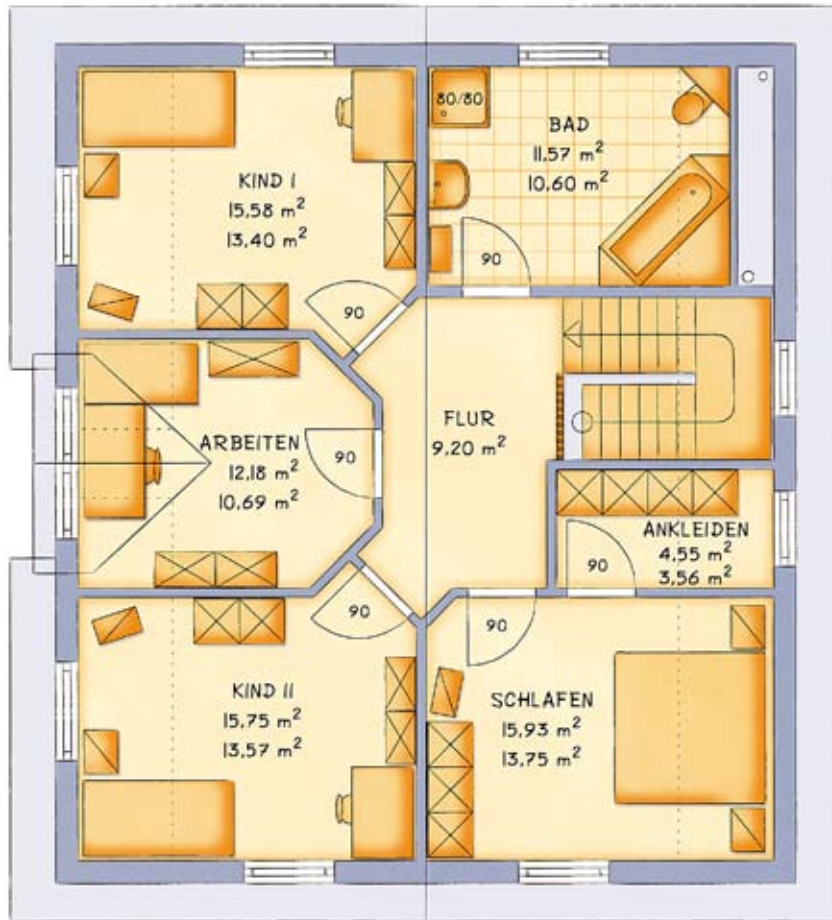 80/80
BAD
11.57 m²
10.60 m²
90
KIND I
15.58 m²
13.40 m²
90
ARBEITEN
12.18 m²
10.69 m²
90
FLUR
9.20 m²
ANKLEIDEN
4.55 m²
3.56 m²
90
90
KIND II
15.75 m²
13.57 m²
90
SCHLAFEN
15.93 m²
13.75 m²